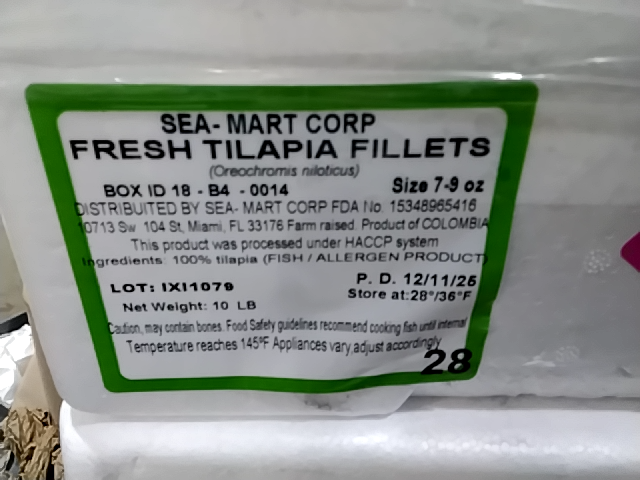 SEA- MART CORP
FRESH TILAPIA FILLETS
(Oreochromis niloticus)
BOX ID 18 - B4 - 0014 Size 7-9 oz
DISTRIBUITED BY SEA- MART CORP FDA No. 15348965416
10713 Sw 104 St, Miami, FL 33176 Farm raised. Product of COLOMBIA
This product was processed under HACCP system
Ingredients: 100% tilapia (FISH / ALLERGEN PRODUCT)
LOT: IXI1079 P. D. 12/11/25
Net Weight: 10 LB Store at:28°/36°F
Caution, may contain bones. Food Safety guidelines recommend cooking fish until internal
Temperature reaches 145ºF Appliances vary,adjust accordingly
28